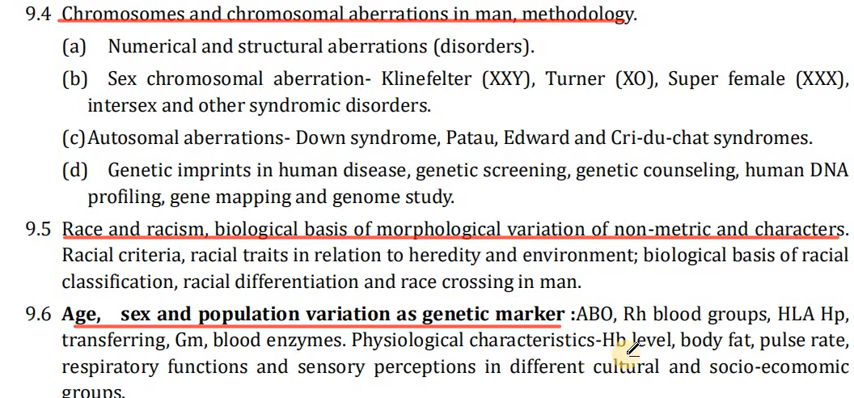 9.4 Chromosomes and chromosomal aberrations in man, methodology.
(a) Numerical and structural aberrations (disorders).
(b) Sex chromosomal aberration- Klinefelter (XXY), Turner (XO), Super female (XXX),
intersex and other syndromic disorders.
(c)Autosomal aberrations- Down syndrome, Patau, Edward and Cri-du-chat syndromes.
(d) Genetic imprints in human disease, genetic screening, genetic counseling, human DNA
profiling, gene mapping and genome study.
9.5 Race and racism, biological basis of morphological variation of non-metric and characters.
Racial criteria, racial traits in relation to heredity and environment; biological basis of racial
classification, racial differentiation and race crossing in man.
9.6 Age, sex and population variation as genetic marker :ABO, Rh blood groups, HLA Hp,
transferring, Gm, blood enzymes. Physiological characteristics-Hb level, body fat, pulse rate,
respiratory functions and sensory perceptions in different cultural and socio-ecomomic
groups.